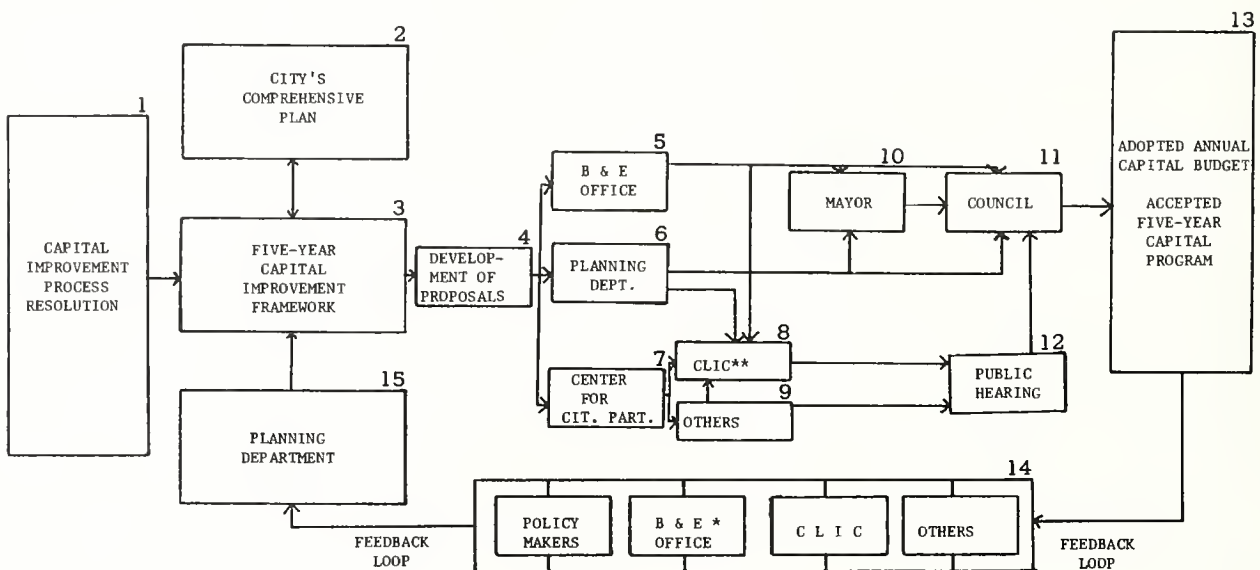 1
CAPITAL
IMPROVEMENT
PROCESS
RESOLUTION
2
CITY'S
COMPREHENSIVE
PLAN
3
FIVE-YEAR
CAPITAL
IMPROVEMENT
FRAMEWORK
4
DEVELOP-
MENT OF
PROPOSALS
5
B & E
OFFICE
6
PLANNING
DEPT.
7
CENTER
FOR
CIT. PART.
8
CLIC**
9
OTHERS
10
MAYOR
11
COUNCIL
12
PUBLIC
HEARING
13
ADOPTED ANNUAL
CAPITAL BUDGET
ACCEPTED
FIVE-YEAR
CAPITAL
PROGRAM
14
POLICY
MAKERS
B & E *
OFFICE
C L I C
OTHERS
FEEDBACK
LOOP
FEEDBACK
LOOP
15
PLANNING
DEPARTMENT